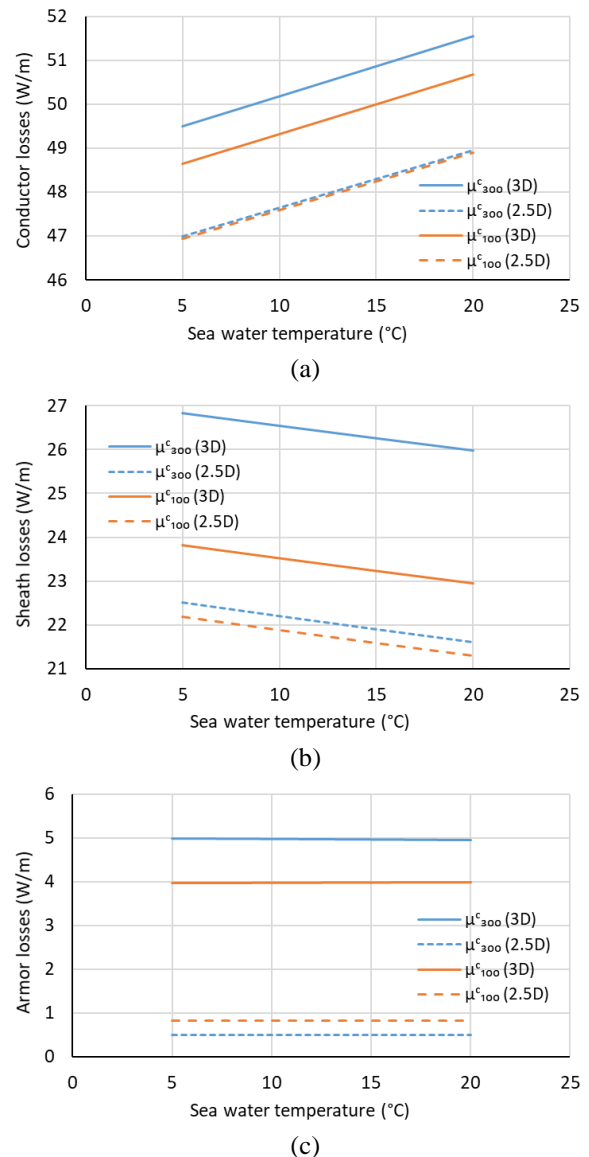 52
51
50
49
48
47
46
Conductor losses (W/m)
μᶜ₃₀₀ (3D)
μᶜ₃₀₀ (2.5D)
μᶜ₁₀₀ (3D)
μᶜ₁₀₀ (2.5D)
0 5 10 15 20 25
Sea water temperature (°C)
(a)
27
26
25
24
23
22
21
Sheath losses (W/m)
μᶜ₃₀₀ (3D)
μᶜ₃₀₀ (2.5D)
μᶜ₁₀₀ (3D)
μᶜ₁₀₀ (2.5D)
0 5 10 15 20 25
Sea water temperature (°C)
(b)
6
5
4
3
2
1
0
Armor losses (W/m)
μᶜ₃₀₀ (3D)
μᶜ₃₀₀ (2.5D)
μᶜ₁₀₀ (3D)
μᶜ₁₀₀ (2.5D)
0 5 10 15 20 25
Sea water temperature (°C)
(c)